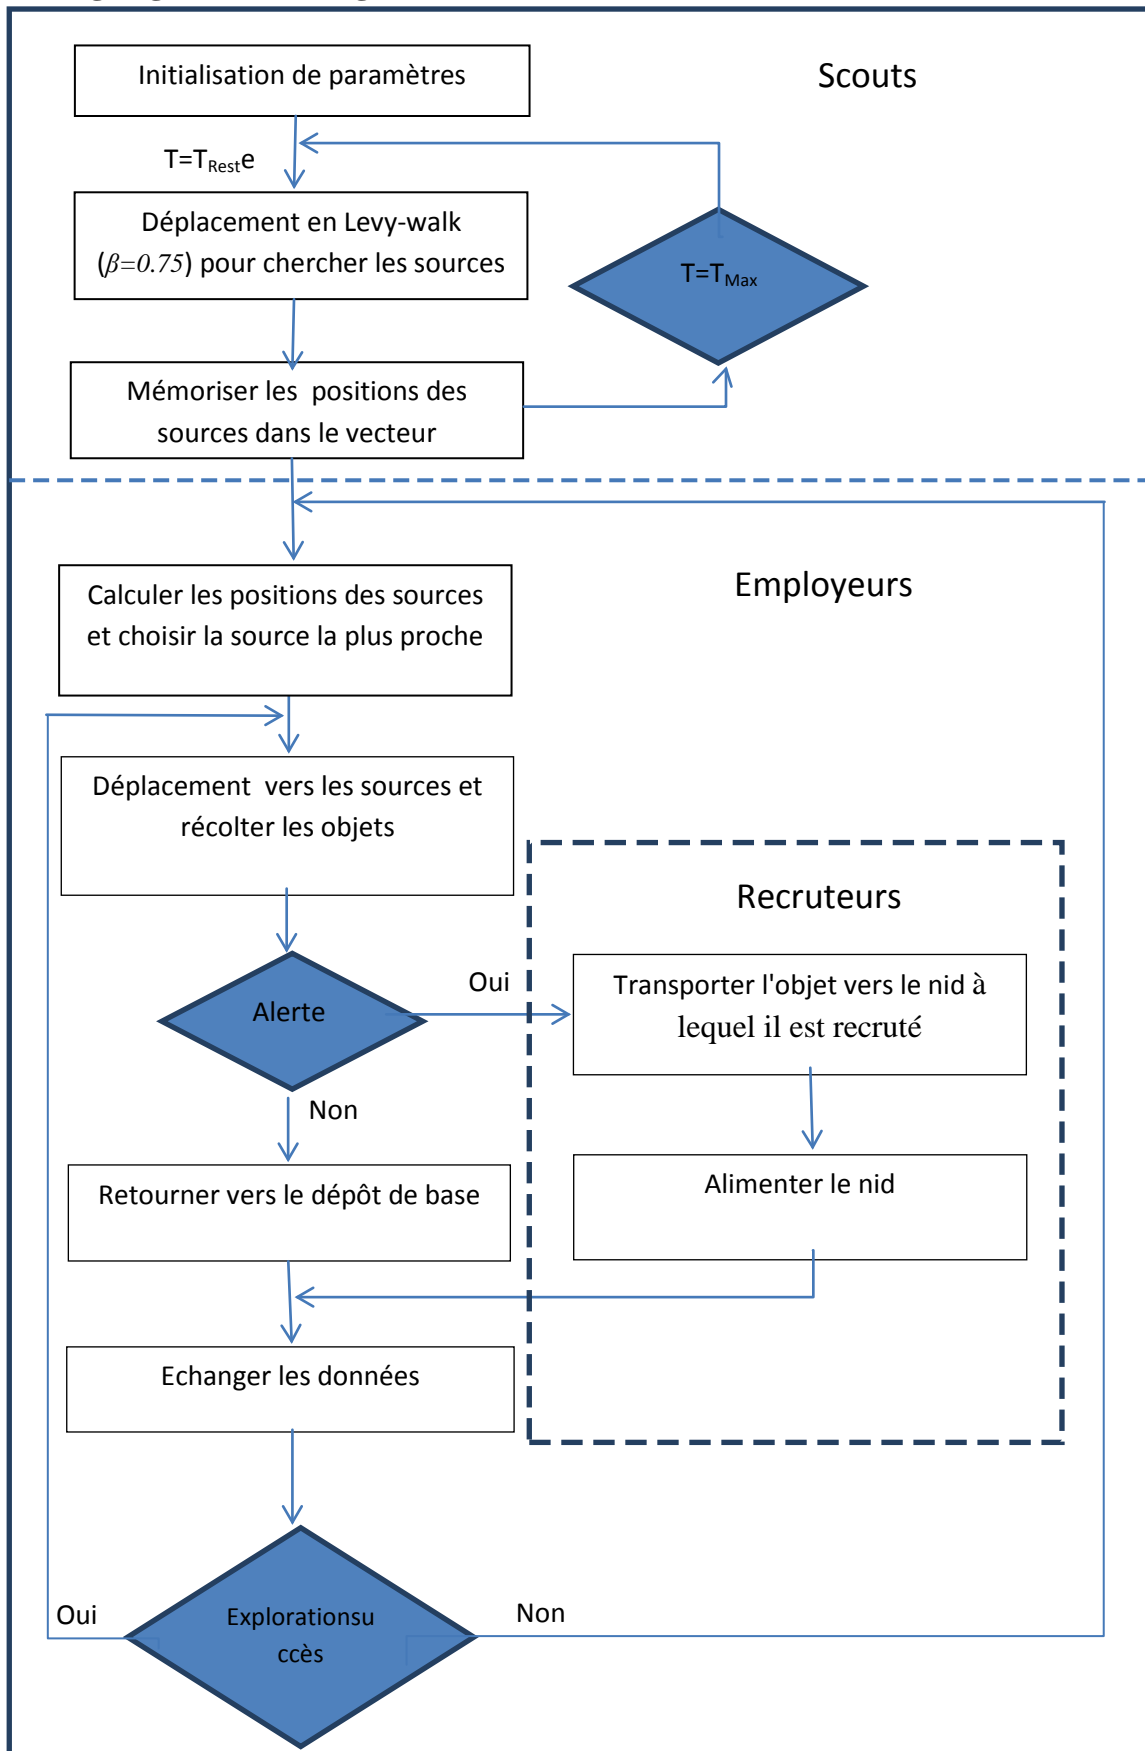 Initialisation de paramètres
Scouts
T=TReste
Déplacement en Levy-walk
(β=0.75) pour chercher les sources
T=TMax
Mémoriser les positions des
sources dans le vecteur
Employeurs
Calculer les positions des sources
et choisir la source la plus proche
Déplacement vers les sources et
récolter les objets
Recruteurs
Alerte
Oui
Transporter l'objet vers le nid à
lequel il est recruté
Non
Retourner vers le dépôt de base
Alimenter le nid
Echanger les données
Oui
Explorationsu
ccès
Non